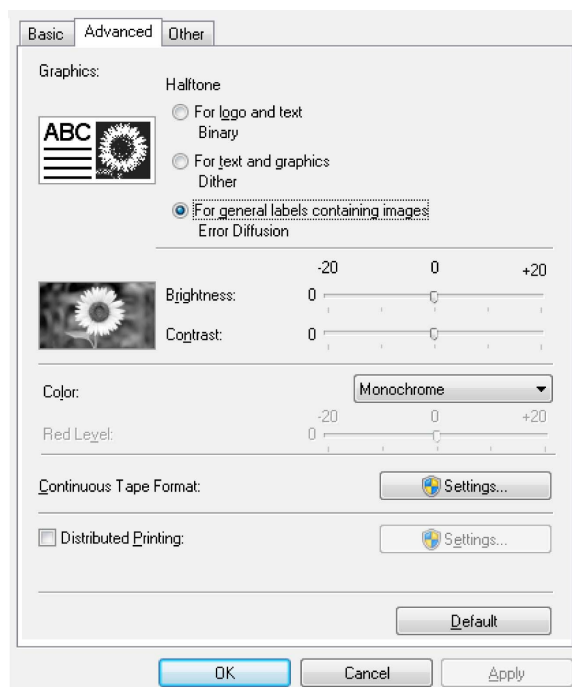 Basic Advanced Other
Graphics:
Halftone
For logo and text
Binary
ABC
For text and graphics
Dither
For general labels containing images
Error Diffusion
-20 0 +20
Brightness: 0
Contrast: 0
Color: Monochrome
-20 0 +20
Red Level: 0
Continuous Tape Format: Settings...
Distributed Printing: Settings...
Default
OK Cancel Apply